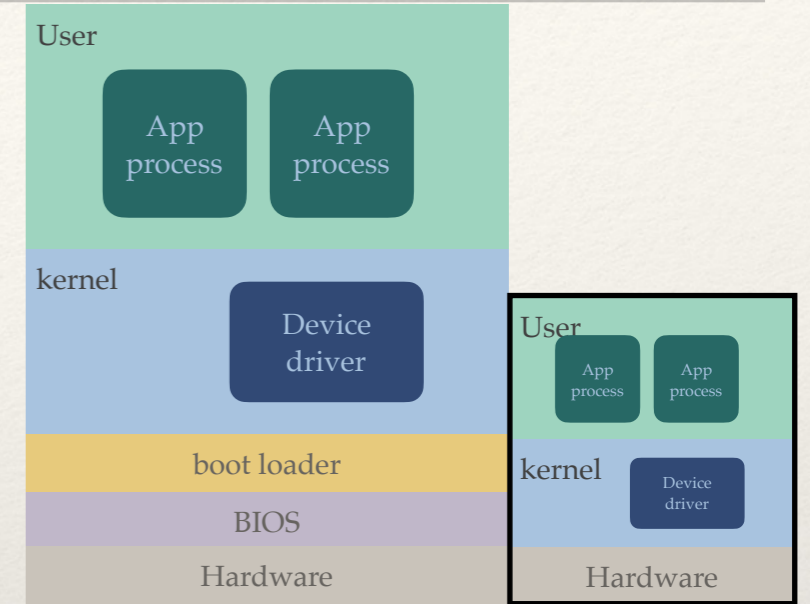 User
App
process
App
process
kernel
Device
driver
boot loader
BIOS
Hardware
User
App
process
App
process
kernel
Device
driver
Hardware